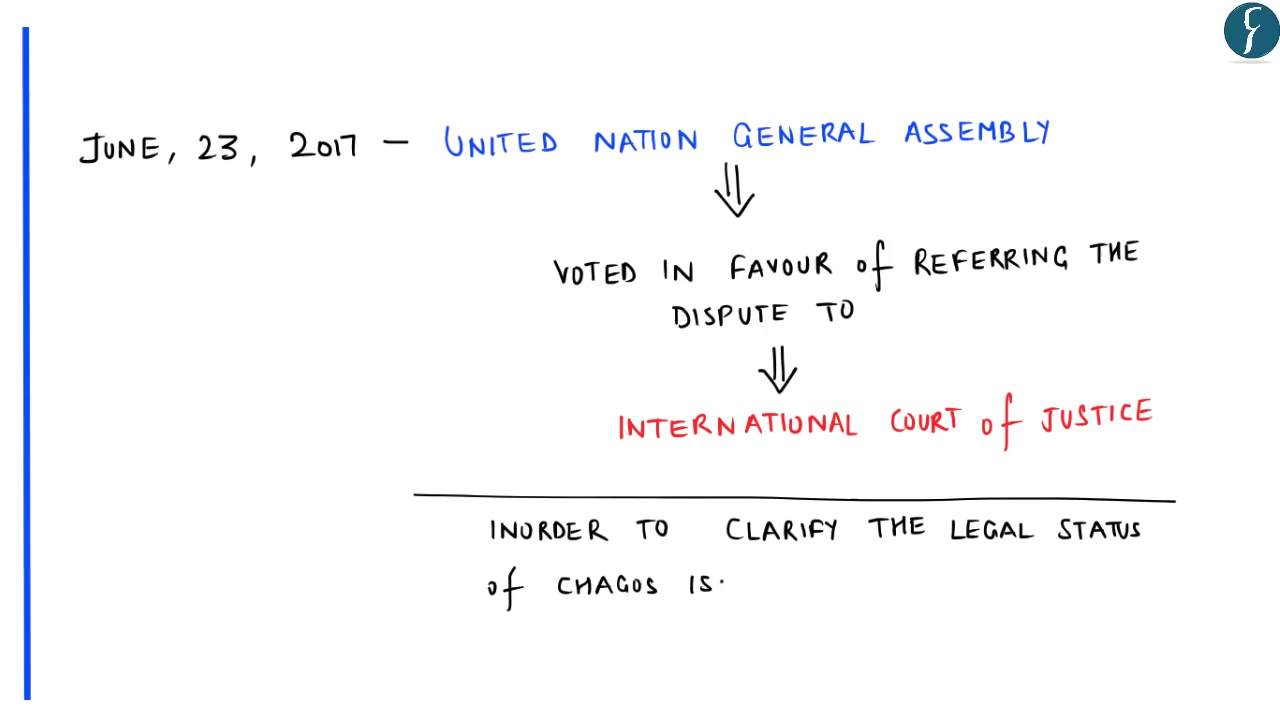 JUNE, 23, 2017 - UNITED NATION GENERAL ASSEMBLY
VOTED IN FAVOUR of REFERRING THE
DISPUTE TO
INTERNATIONAL COURT of JUSTICE
INORDER TO CLARIFY THE LEGAL STATUS
of CHAGOS IS.